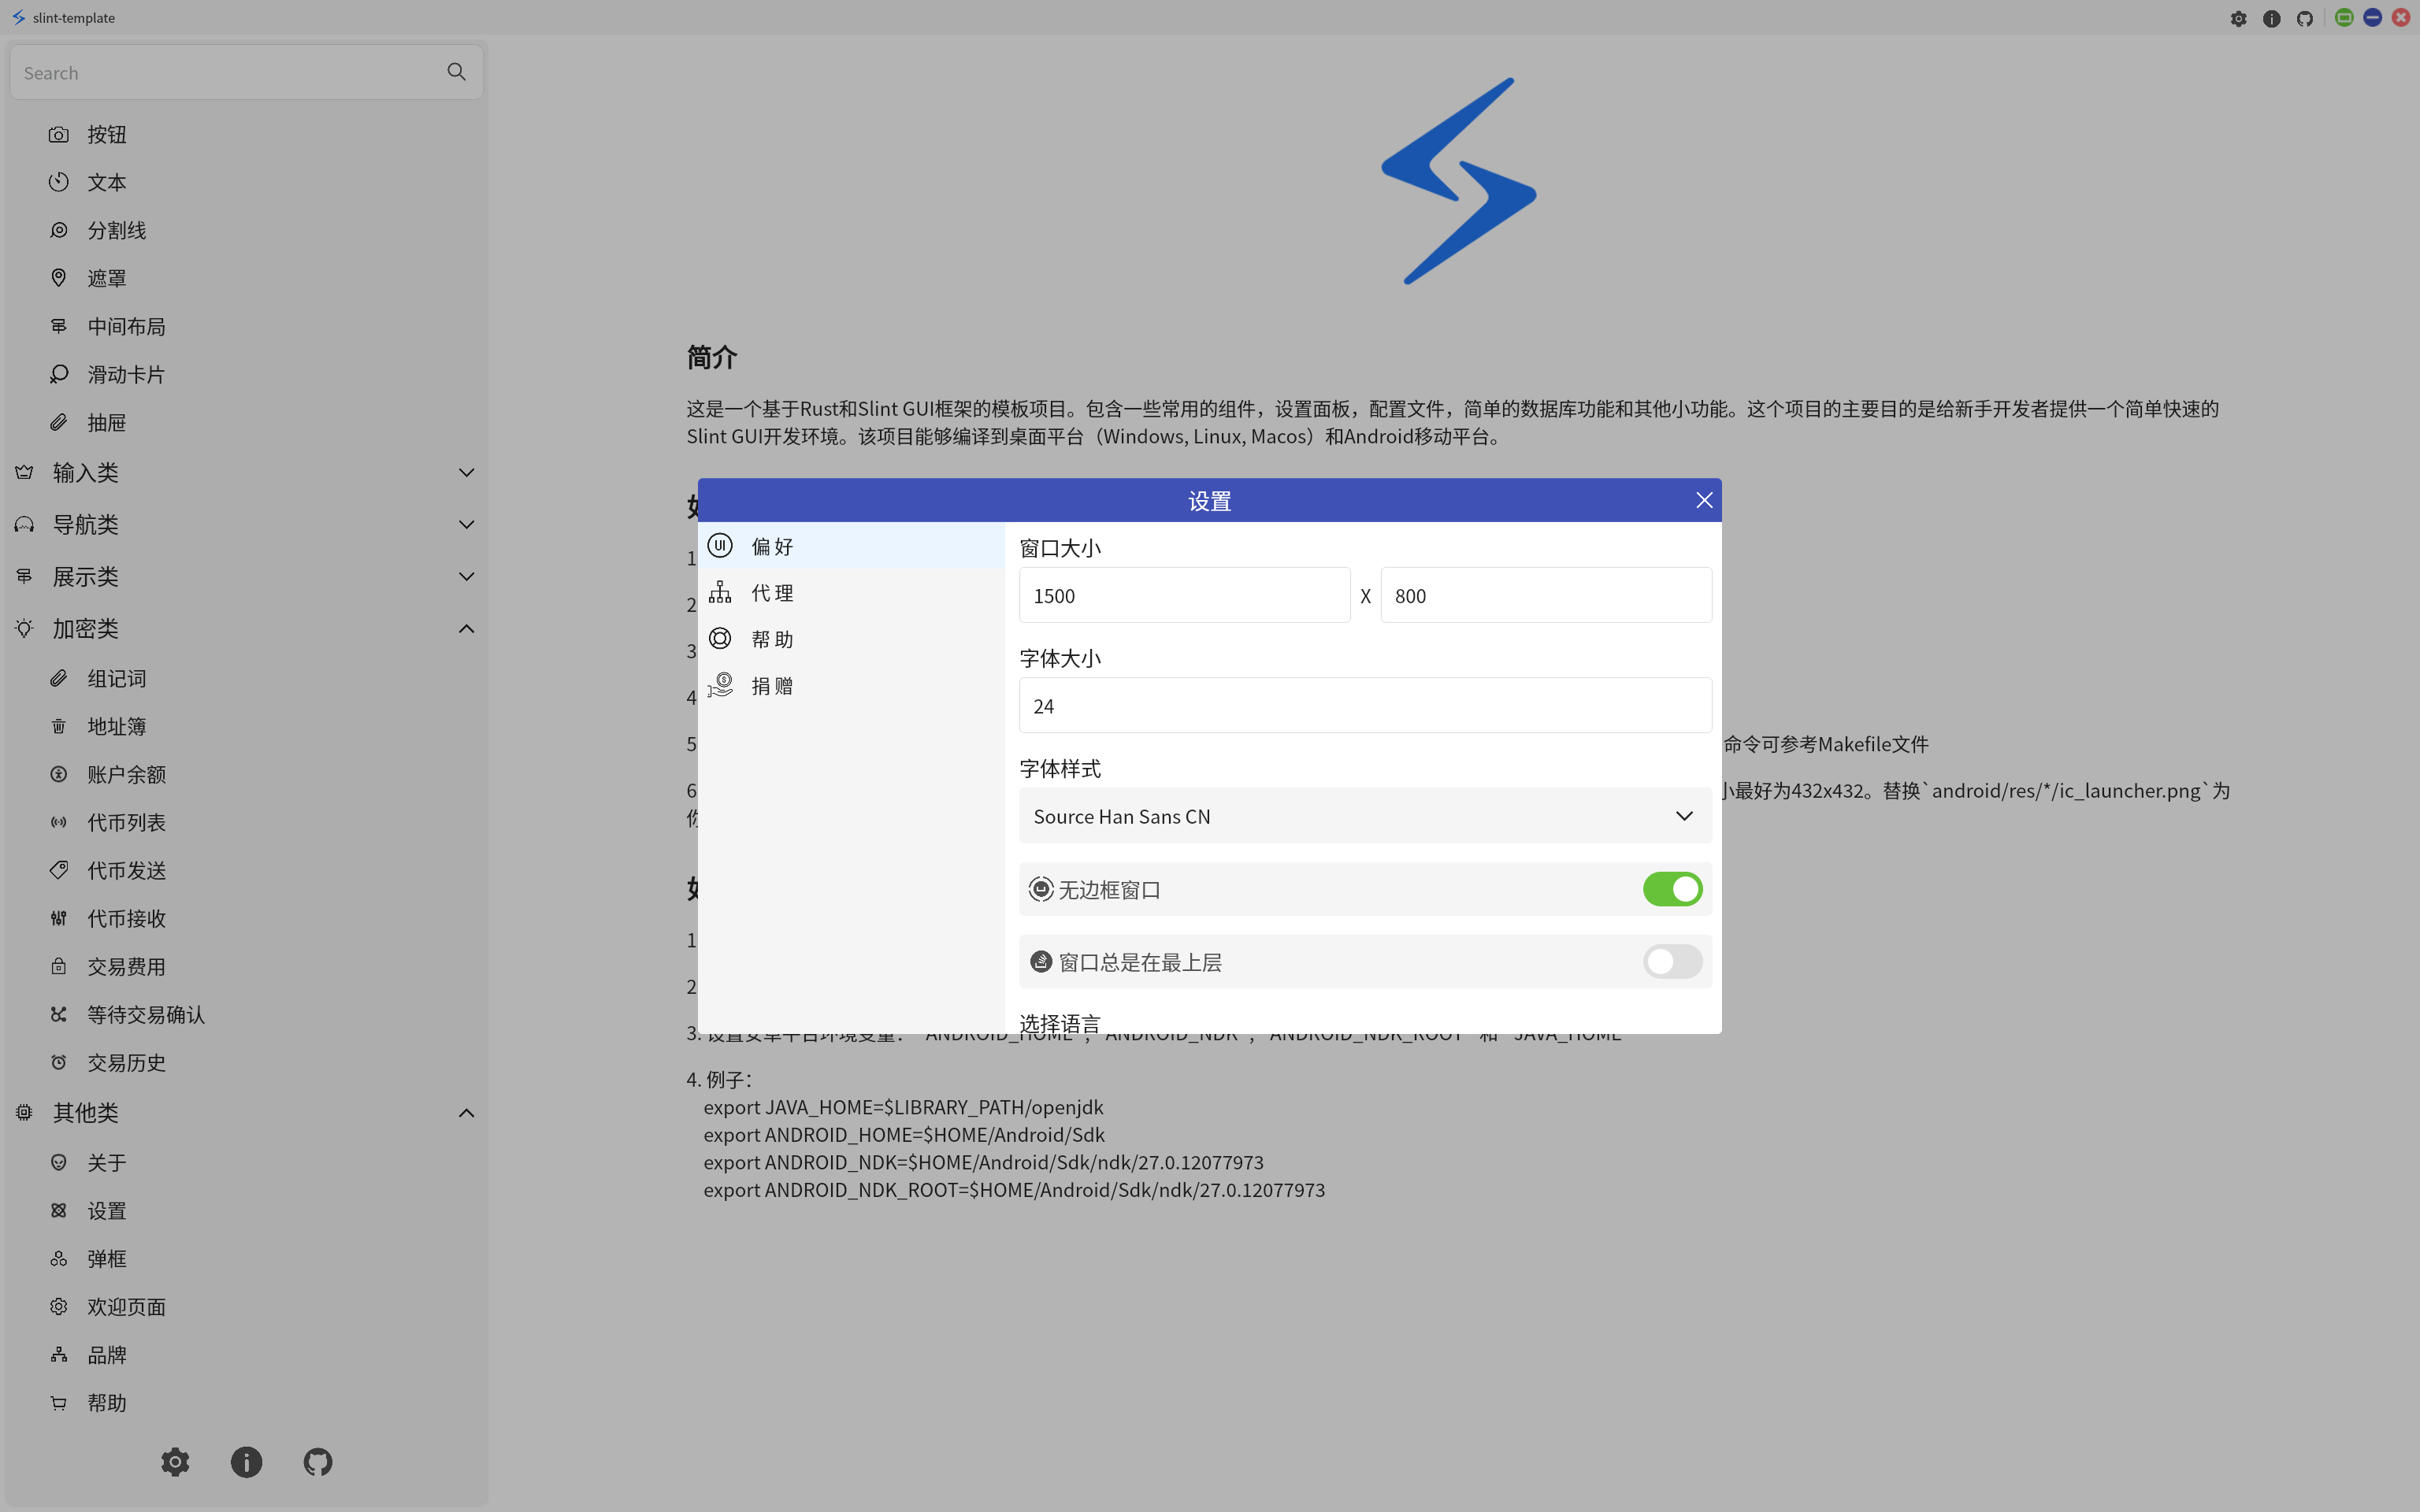 slint-template
Search
按钮
文本
分割线
遮罩
中间布局
滑动卡片
抽屉
输入类
导航类
展示类
加密类
组记词
地址簿
账户余额
代币列表
代币发送
代币接收
交易费用
等待交易确认
交易历史
其他类
关于
设置
弹框
欢迎页面
品牌
帮助
简介
这是一个基于Rust和Slint GUI框架的模板项目。包含一些常用的组件，设置面板，配置文件，简单的数据库功能和其他小功能。这个项目的主要目的是给新手开发者提供一个简单快速的
Slint GUI开发环境。该项目能够编译到桌面平台（Windows, Linux, Macos）和Android移动平台。
1
2
3
4
5
命令可参考Makefile文件
6
最好为432x432。替换`android/res/*/ic_launcher.png`为
1
2
3. 设置安卓平台环境变量：`ANDROID_HOME`, `ANDROID_NDK`, `ANDROID_NDK_ROOT` 和 `JAVA_HOME`
4. 例子：
export JAVA_HOME=$LIBRARY_PATH/openjdk
export ANDROID_HOME=$HOME/Android/Sdk
export ANDROID_NDK=$HOME/Android/Sdk/ndk/27.0.12077973
export ANDROID_NDK_ROOT=$HOME/Android/Sdk/ndk/27.0.12077973
设置
UI 偏好
代理
帮助
捐赠
窗口大小
1500 X 800
字体大小
24
字体样式
Source Han Sans CN
无边框窗口
窗口总是在最上层
选择语言